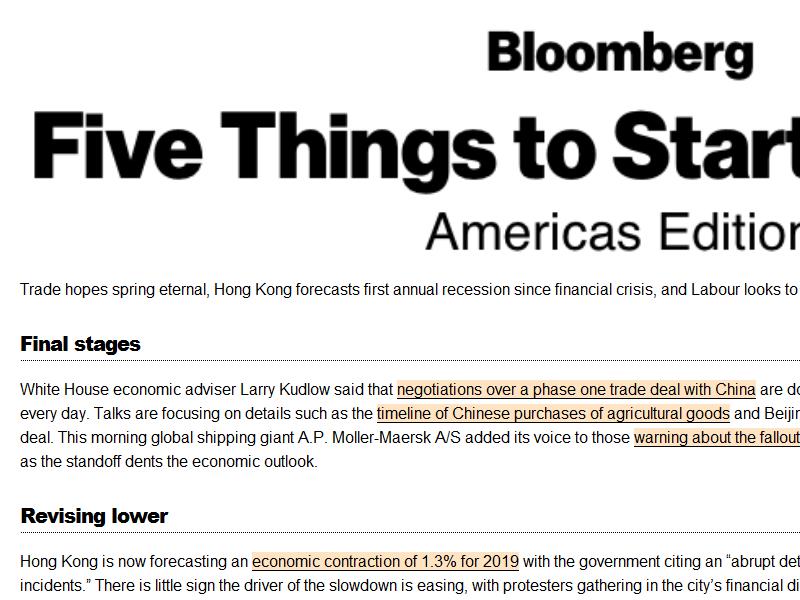 Bloomberg
Five Things to Start
Americas Edition
Trade hopes spring eternal, Hong Kong forecasts first annual recession since financial crisis, and Labour looks to
Final stages
White House economic adviser Larry Kudlow said that negotiations over a phase one trade deal with China are
every day. Talks are focusing on details such as the timeline of Chinese purchases of agricultural goods and
deal. This morning global shipping giant A.P. Moller-Maersk A/S added its voice to those warning about the fallout
as the standoff dents the economic outlook.
Revising lower
Hong Kong is now forecasting an economic contraction of 1.3% for 2019 with the government citing an “abrupt
incidents.” There is little sign the driver of the slowdown is easing, with protesters gathering in the city’s financial